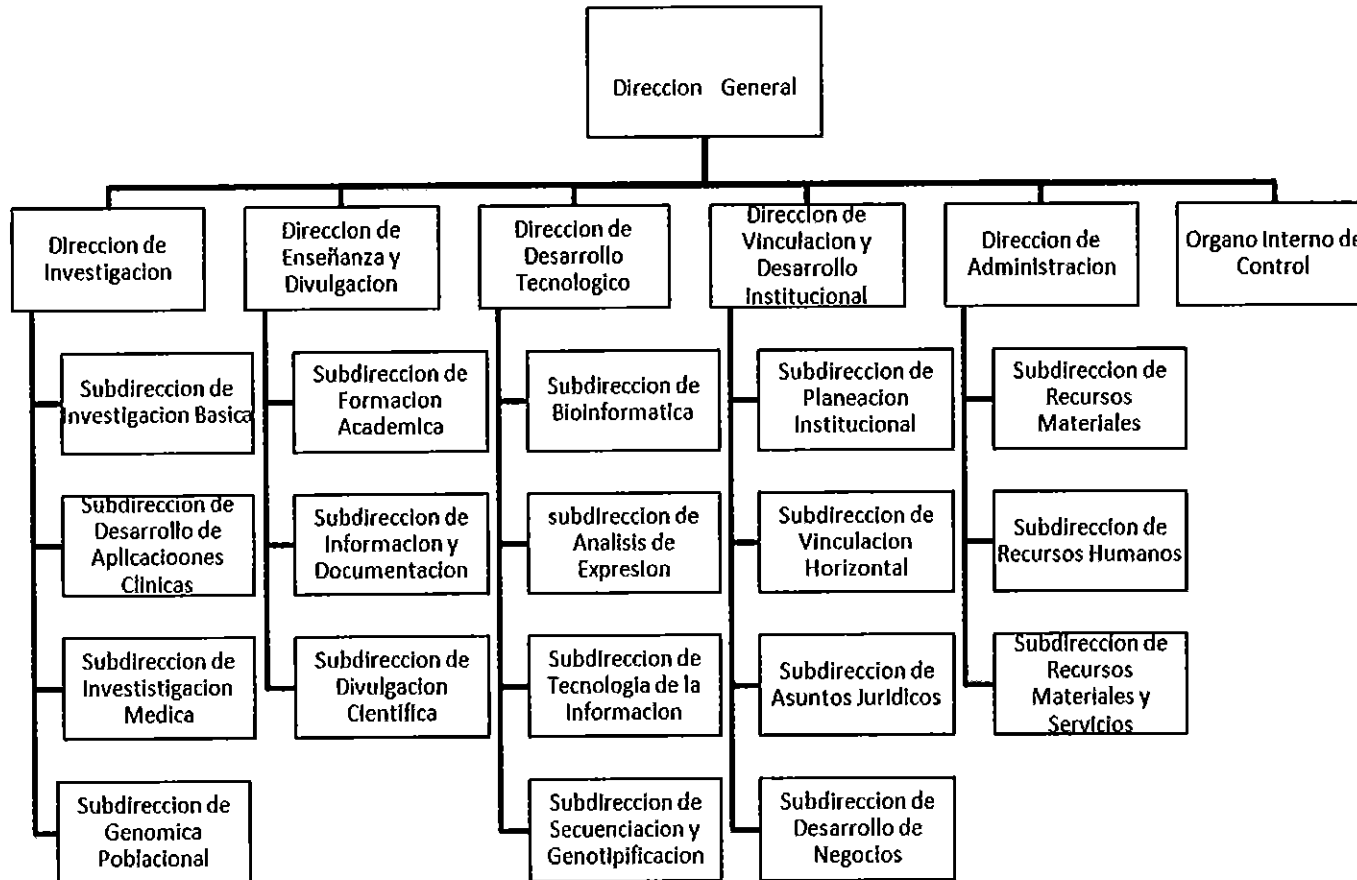 Direccion General
Direccion de
Investigacion
Direccion de
Enseñanza y
Divulgacion
Direccion de
Desarrollo
Tecnologico
Direccion de
Vinculacion y
Desarrollo
Institucional
Direccion de
Administracion
Organo Interno de
Control
Subdireccion de
Investigacion Basica
Subdireccion de
Desarrollo de
Aplicacioones
Clinicas
Subdireccion de
Invesistigacion
Medica
Subdireccion de
Genomica
Poblacional
Subdireccion de
Formacion
Academica
Subdireccion de
Informacion y
Documentacion
Subdireccion de
Divulgacion
Cientifica
Subdireccion de
Bioinformatica
subdireccion de
Analisis de
Expresion
Subdireccion de
Tecnologia de la
Informacion
Subdireccion de
Secuenciacion y
Genotipificacion
Subdireccion de
Planeacion
Institucional
Subdireccion de
Vinculacion
Horizontal
Subdireccion de
Asuntos Juridicos
Subdireccion de
Desarrollo de
Negocios
Subdireccion de
Recursos
Materiales
Subdireccion de
Recursos Humanos
Subdireccion de
Recursos
Materiales y
Servicios